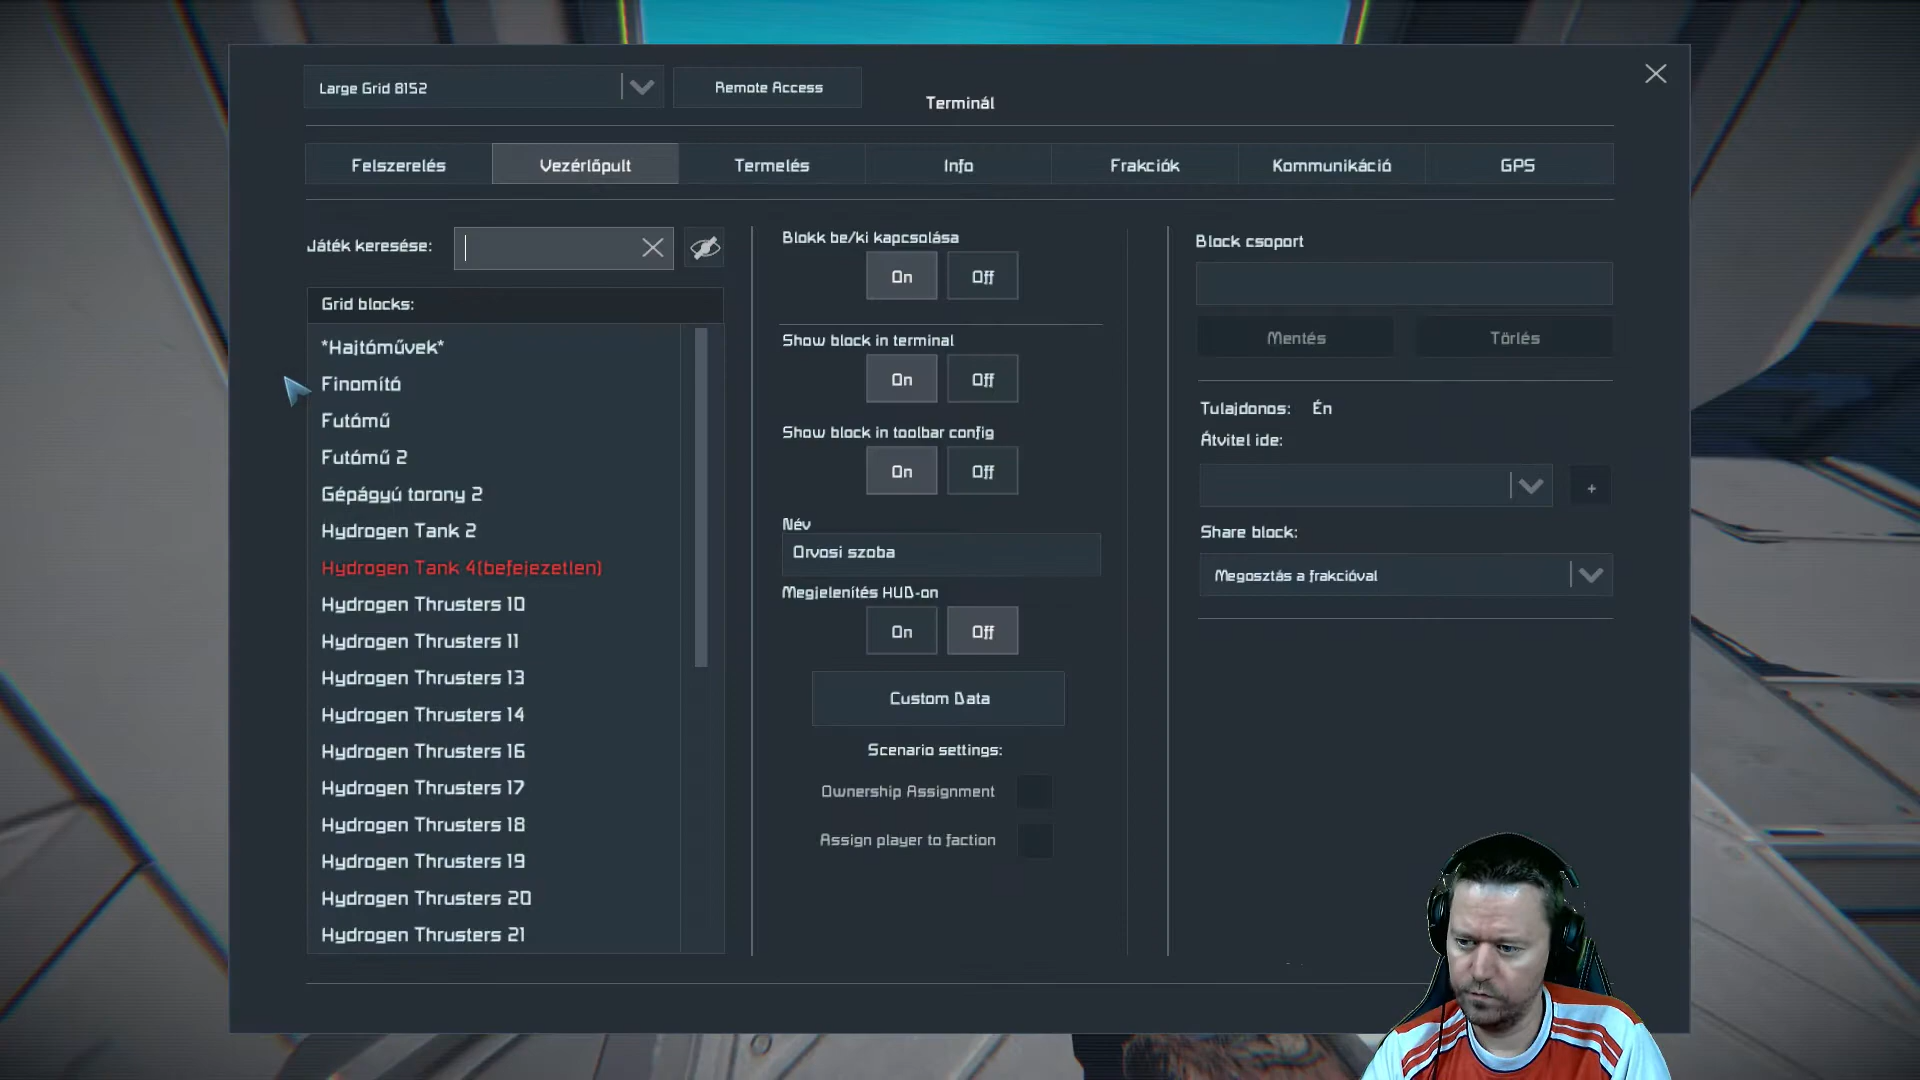 Large Grid 8152
Remote Access
Terminál
Felszerelés
Vezérlőpult
Termelés
Info
Frakciók
Kommunikáció
GPS
Játék keresése:
Grid blocks:
*Hajtóművek*
Finomító
Futómű
Futómű 2
Gépágyú torony 2
Hydrogen Tank 2
Hydrogen Tank 4(befejezetlen)
Hydrogen Thrusters 10
Hydrogen Thrusters 11
Hydrogen Thrusters 13
Hydrogen Thrusters 14
Hydrogen Thrusters 16
Hydrogen Thrusters 17
Hydrogen Thrusters 18
Hydrogen Thrusters 19
Hydrogen Thrusters 20
Hydrogen Thrusters 21
Blokk be/ki kapcsolása
On Off
Show block in terminal
On Off
Show block in toolbar config
On Off
Név
Orvosi szoba
Megjelenítés HUD-on
On Off
Custom Data
Scenario settings:
Ownership Assignment
Assign player to faction
Block csoport
Mentés Törlés
Tulajdonos: Én
Átvitel ide:
+
Share block:
Megosztás a frakcióval